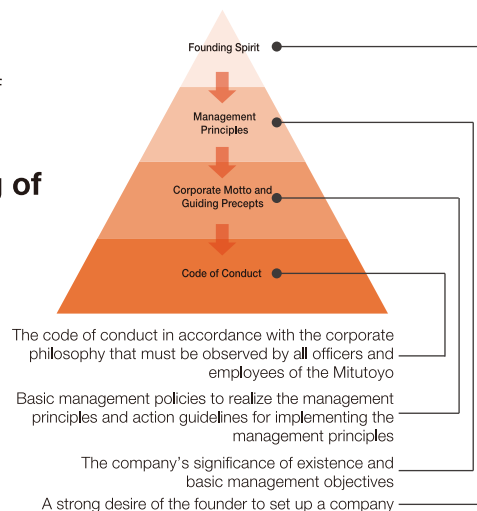 Founding Spirit
Management
Principles
g of
Corporate Motto and
Guiding Precepts
Code of Conduct
The code of conduct in accordance with the corporate
philosophy that must be observed by all officers and
employees of the Mitutoyo
Basic management policies to realize the management
principles and action guidelines for implementing the
management principles
The company's significance of existence and
basic management objectives
A strong desire of the founder to set up a company